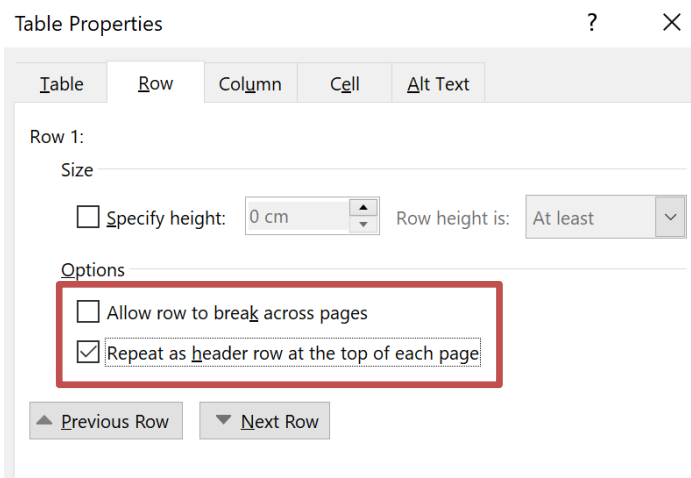 Table Properties ? ✕
Table Row Column Cell Alt Text
Row 1:
Size
Specify height: 0 cm Row height is: At least
Options
Allow row to break across pages
Repeat as header row at the top of each page
Previous Row Next Row